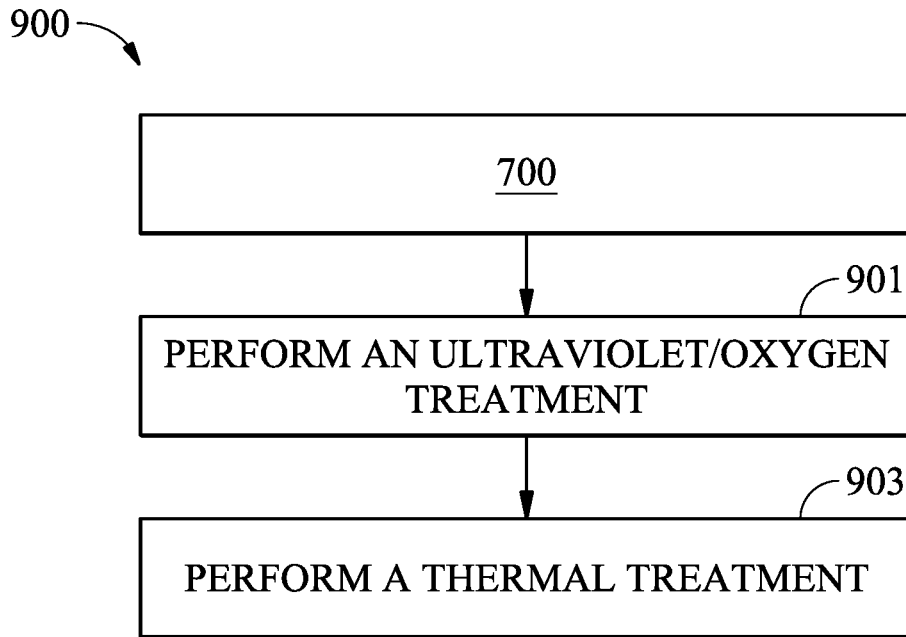 900
700
901
PERFORM AN ULTRAVIOLET/OXYGEN
TREATMENT
903
PERFORM A THERMAL TREATMENT